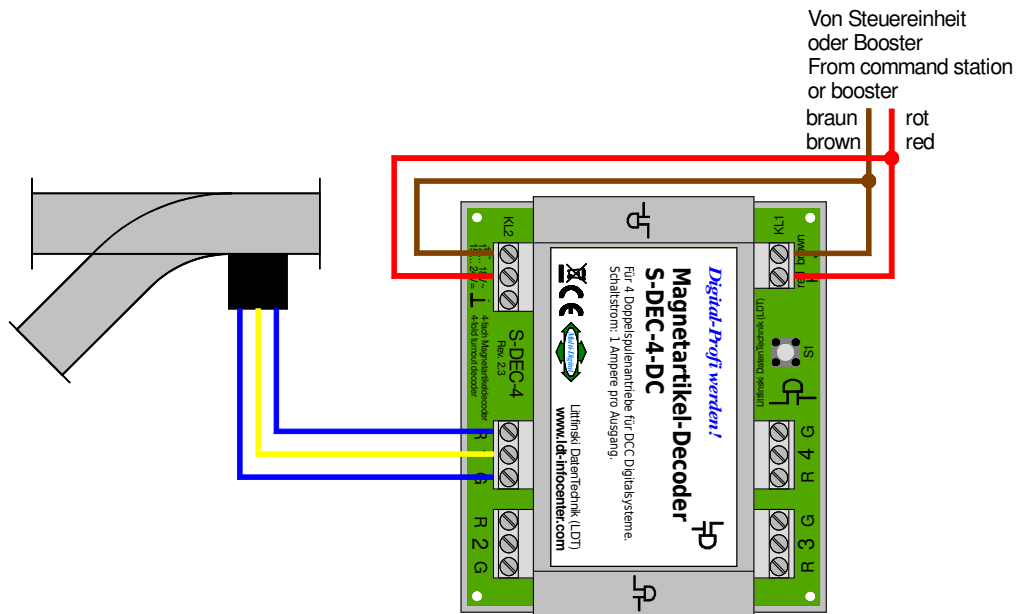 Von Steuereinheit
oder Booster
From command station
or booster
braun rot
brown red
KL2
KL1
red brown
S-DEC-4
Rev. 2.3
4-fach Magnetartikeldecoder
4-fold turnout decoder
Digital-Profi werden!
Magnetartikel-Decoder
S-DEC-4-DC
Für 4 Doppelspulenantriebe für DCC Digitalsysteme.
Schaltstrom: 1 Ampere pro Ausgang.
CE
Multi-Digital
Littfinski DatenTechnik (LDT)
www.ldt-infocenter.com
S1
Littfinski DatenTechnik (LDT)
R
G
R 2 G
R 4 G
R 3 G